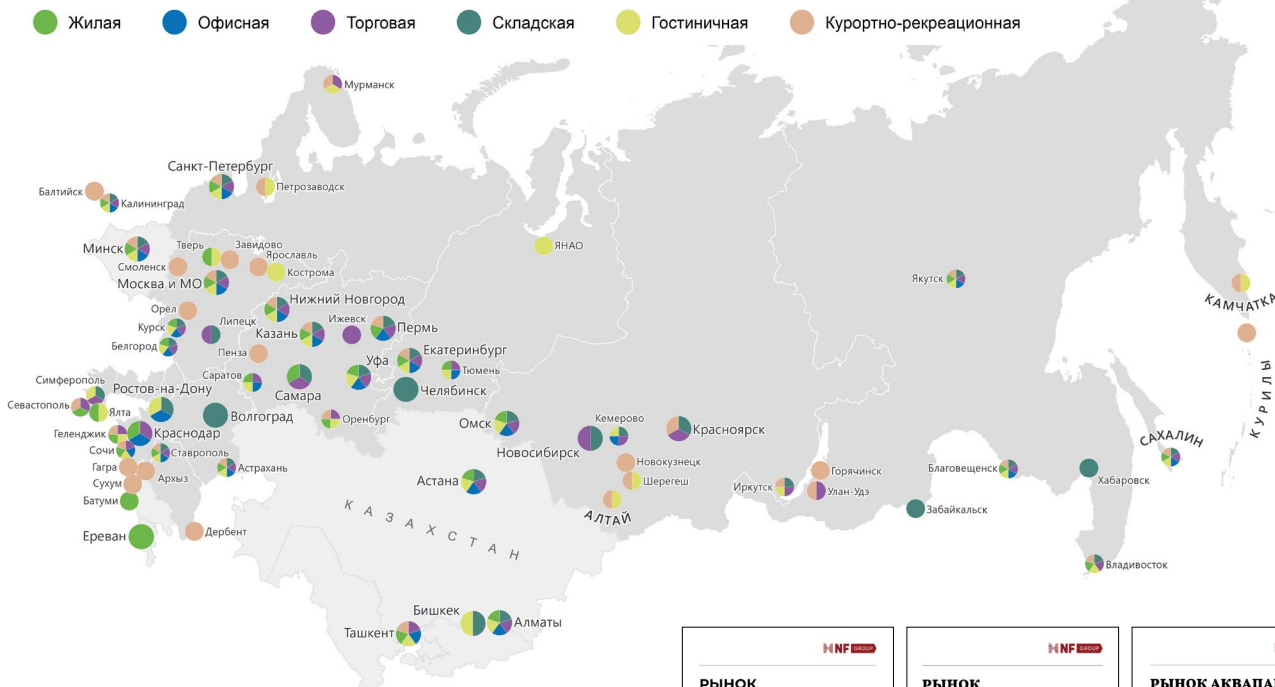 Жилая
Офисная
Торговая
Складская
Гостиничная
Курортно-рекреационная
Мурманск
Санкт-Петербург
Петрозаводск
Балтийск
Калининград
Минск
Тверь
Завидово
Ярославль
ЯНАО
Смоленск
Кострома
Москва и МО
Якутск
КАМЧАТКА
Нижний Новгород
Орёл
Липецк
Ижевск
Курск
Казань
Пермь
Белгород
Пенза
Екатеринбург
Уфа
Тюмень
Саратов
Симферополь
Ростов-на-Дону
Самара
Челябинск
КУРИЛЫ
Севастополь
Ялта
Волгоград
Оренбург
Омск
Кемерово
Красноярск
САХАЛИН
Геленджик
Краснодар
Новосибирск
Сочи
Ставрополь
Новокузнецк
Горячинск
Гагра
Архыз
Астрахань
Благовещенск
Хабаровск
Сухум
Астана
Шерегеш
Иркутск
Улан-Удэ
Батуми
КАЗАХСТАН
АЛТАЙ
Забайкальск
Ереван
Дербент
Владивосток
Бишкек
Алматы
Ташкент
NF GROUP
NF GROUP
РЫНОК
РЫНОК
РЫНОК АКВАПА